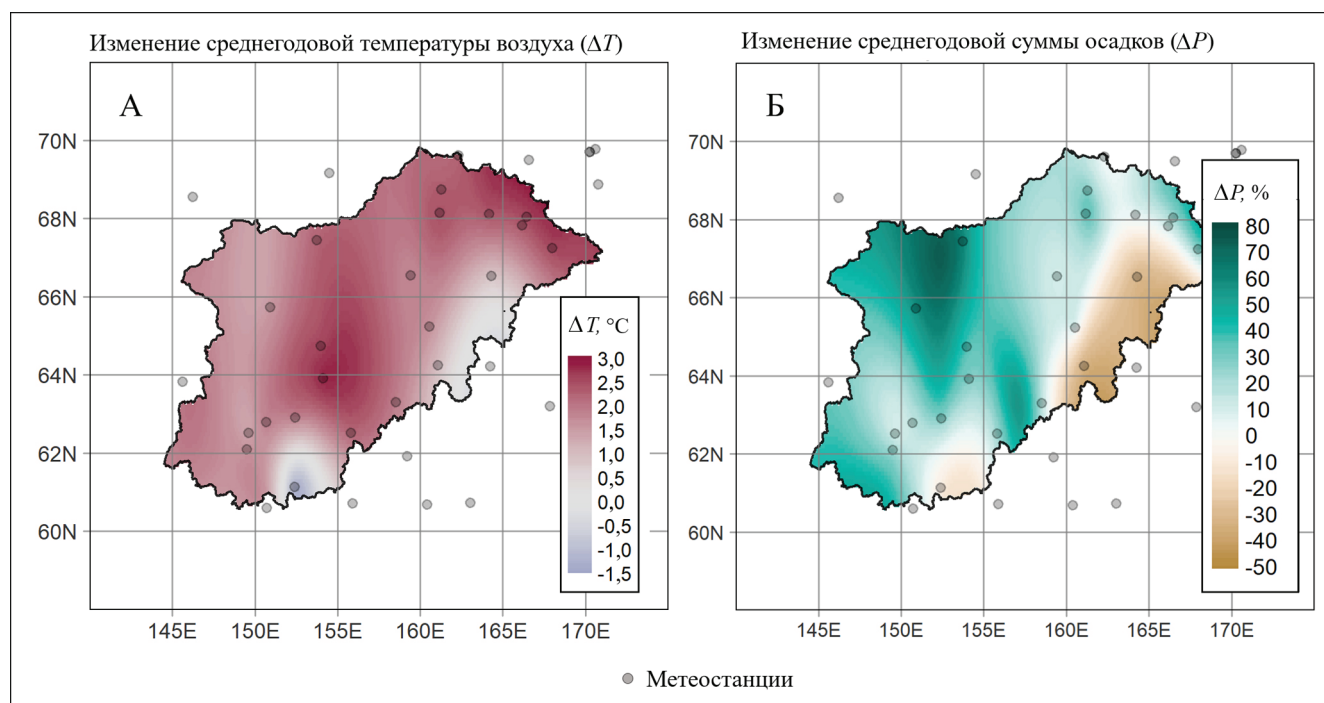 Изменение среднегодовой температуры воздуха (ΔT)
Изменение среднегодовой суммы осадков (ΔP)
А
70N
68N
66N
64N
62N
60N
145E
150E
155E
160E
165E
170E
ΔT, °C
3,0
2,5
2,0
1,5
1,0
0,5
0,0
-0,5
-1,0
-1,5
Б
70N
68N
66N
64N
62N
60N
145E
150E
155E
160E
165E
170E
ΔP, %
80
70
60
50
40
30
20
10
0
-10
-20
-30
-40
-50
Метеостанции